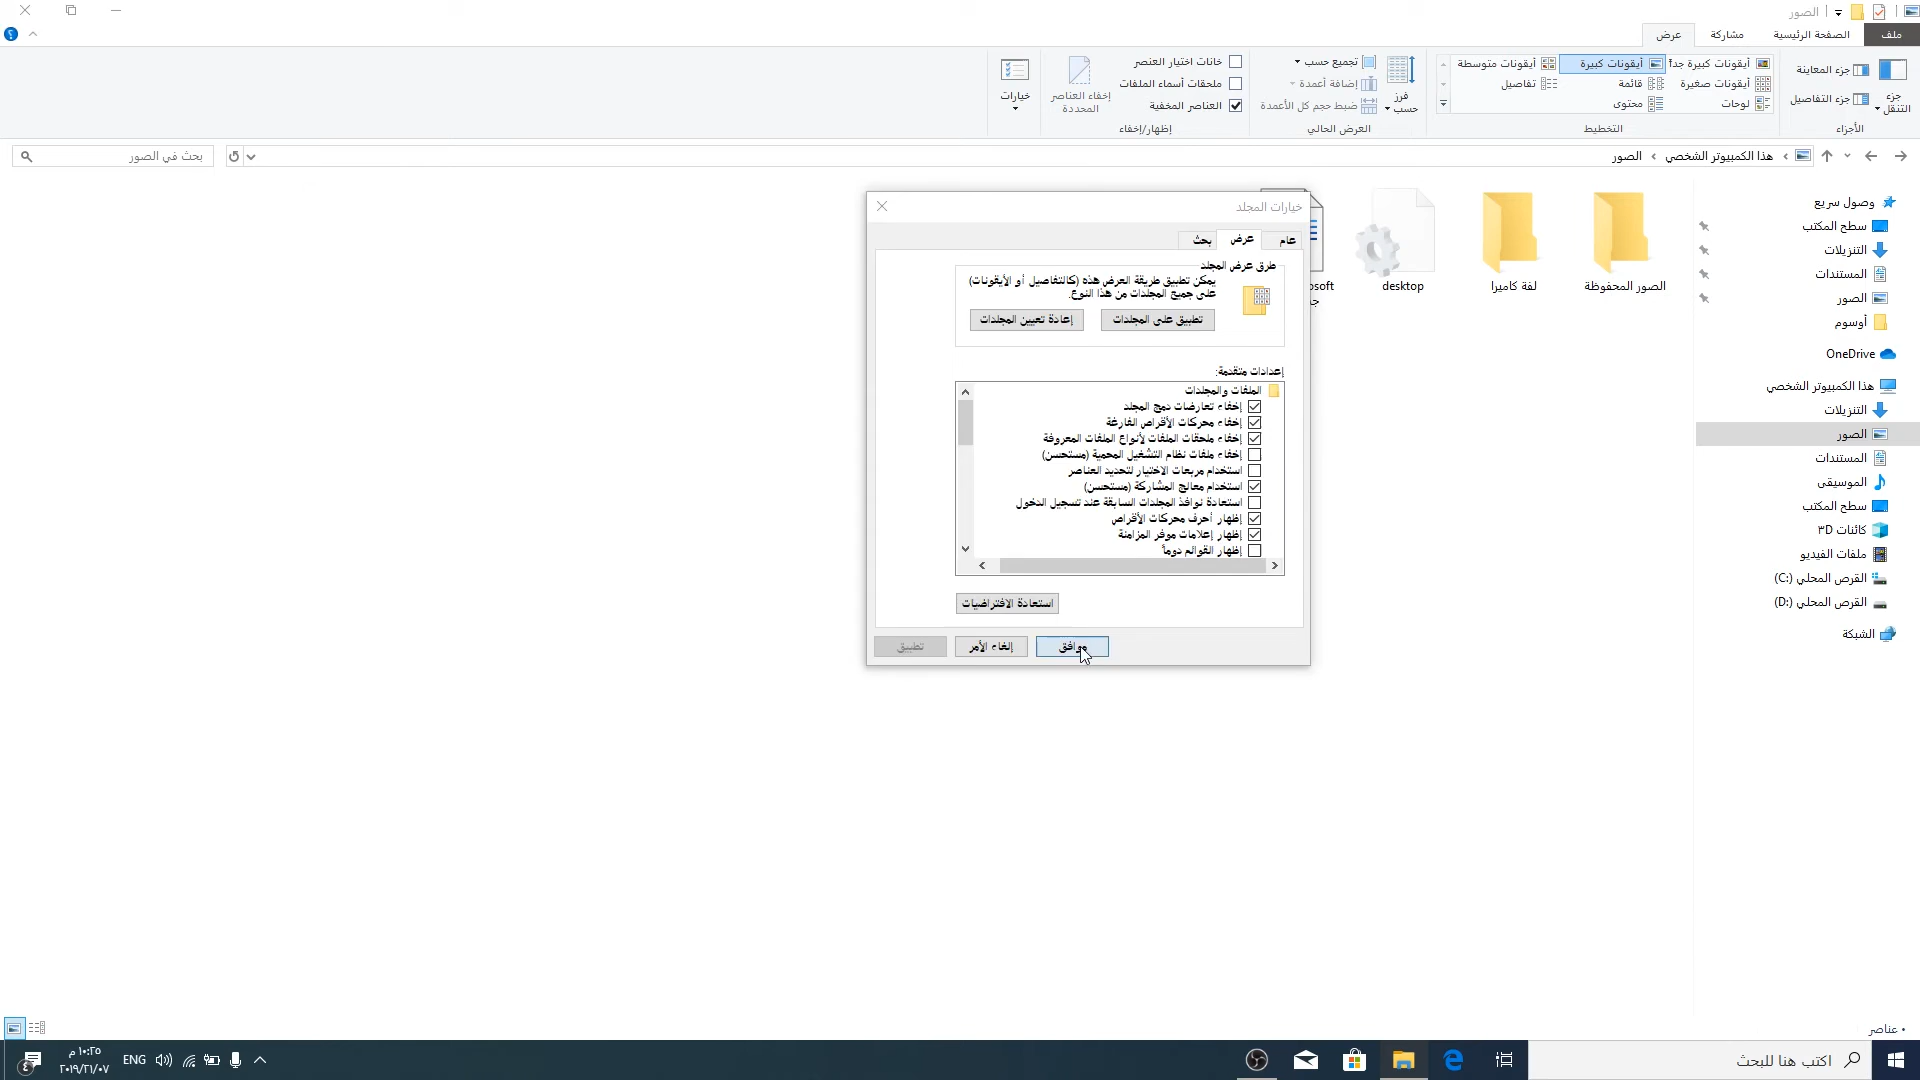 الصور
ملف
الصفحة الرئيسية
مشاركة
عرض
جزء التنقل
جزء المعاينة
جزء التفاصيل
الأجزاء
أيقونات كبيرة جداً
أيقونات كبيرة
أيقونات متوسطة
أيقونات صغيرة
قائمة
تفاصيل
لوحات
محتوى
التخطيط
فرز حسب
تجميع حسب
إضافة أعمدة
ضبط حجم كل الأعمدة
العرض الحالي
خانات اختيار العنصر
ملحقات أسماء الملفات
العناصر المخفية
إخفاء العناصر المحددة
إظهار/إخفاء
خيارات
هذا الكمبيوتر الشخصي
الصور
بحث في الصور
وصول سريع
سطح المكتب
التنزيلات
المستندات
الصور
أوسوم
OneDrive
هذا الكمبيوتر الشخصي
التنزيلات
الصور
المستندات
الموسيقى
سطح المكتب
كائنات ٣D
ملفات الفيديو
القرص المحلي (C:)
القرص المحلي (D:)
الشبكة
الصور المحفوظة
لفة كاميرا
desktop
osoft
خيارات المجلد
عام
عرض
بحث
طرق عرض المجلد
يمكن تطبيق طريقة العرض هذه (كالتفاصيل أو الأيقونات)
على جميع المجلدات من هذا النوع.
تطبيق على المجلدات
إعادة تعيين المجلدات
إعدادات متقدمة:
الملفات والمجلدات
إخفاء تعارضات دمج المجلد
إخفاء محركات الأقراص الفارغة
إخفاء ملحقات الملفات لأنواع الملفات المعروفة
إخفاء ملفات نظام التشغيل المحمية (مستحسن)
استخدام مربعات الاختيار لتحديد العناصر
استخدام معالج المشاركة (مستحسن)
استعادة نوافذ المجلدات السابقة عند تسجيل الدخول
إظهار أحرف محركات الأقراص
إظهار إعلامات موفر المزامنة
إظهار القوائم دوماً
استعادة الافتراضيات
موافق
إلغاء الأمر
تطبيق
عناصر
اكتب هنا للبحث
ENG
١٠:٢٥ م
٢٠١٩/٢١/٠٧
٤